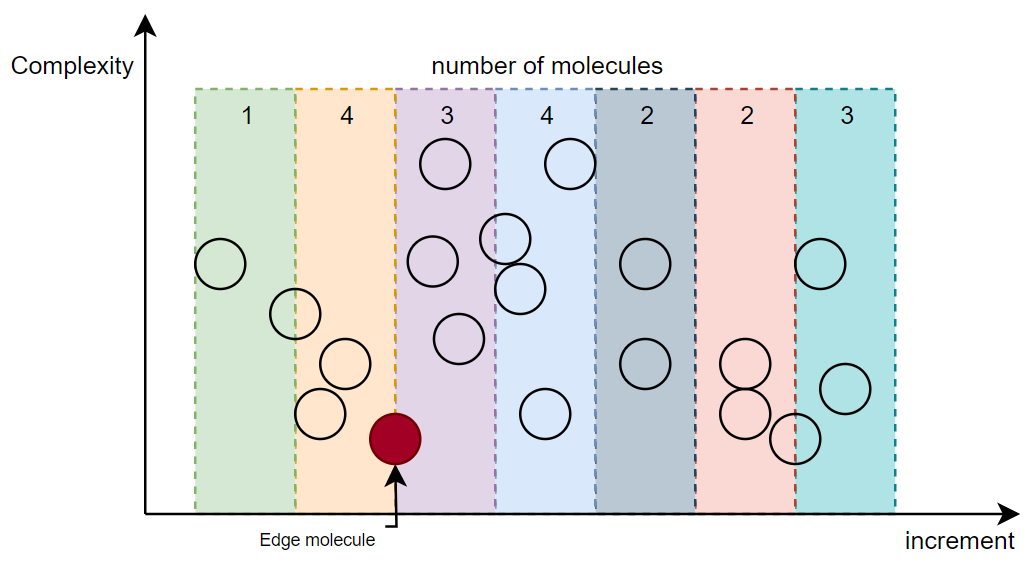 Complexity
number of molecules
1 4 3 4 2 2 3
Edge molecule
increment